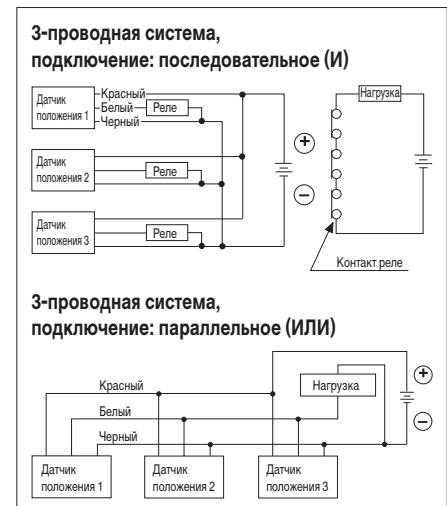 3-проводная система,
подключение: последовательное (И)
Датчик
положения 1
Красный
Белый
Черный
Реле
Датчик
положения 2
Реле
Датчик
положения 3
Реле
+
−
Нагрузка
Контакт реле
3-проводная система,
подключение: параллельное (ИЛИ)
Красный
Белый
Черный
Нагрузка
+
−
Датчик
положения 1
Датчик
положения 2
Датчик
положения 3